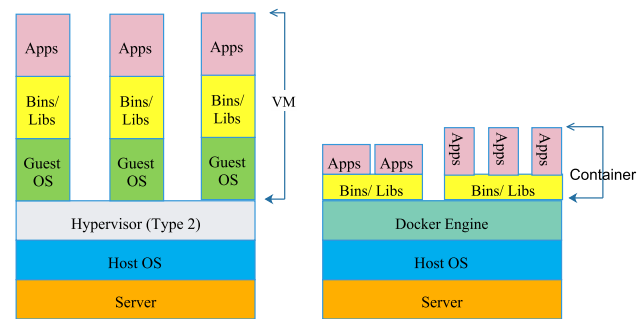 Apps
Apps
Apps
Bins/
Libs
Bins/
Libs
Bins/
Libs
Guest
OS
Guest
OS
Guest
OS
VM
Hypervisor (Type 2)
Host OS
Server
Apps
Apps
Apps
Apps
Apps
Bins/ Libs
Bins/ Libs
Container
Docker Engine
Host OS
Server